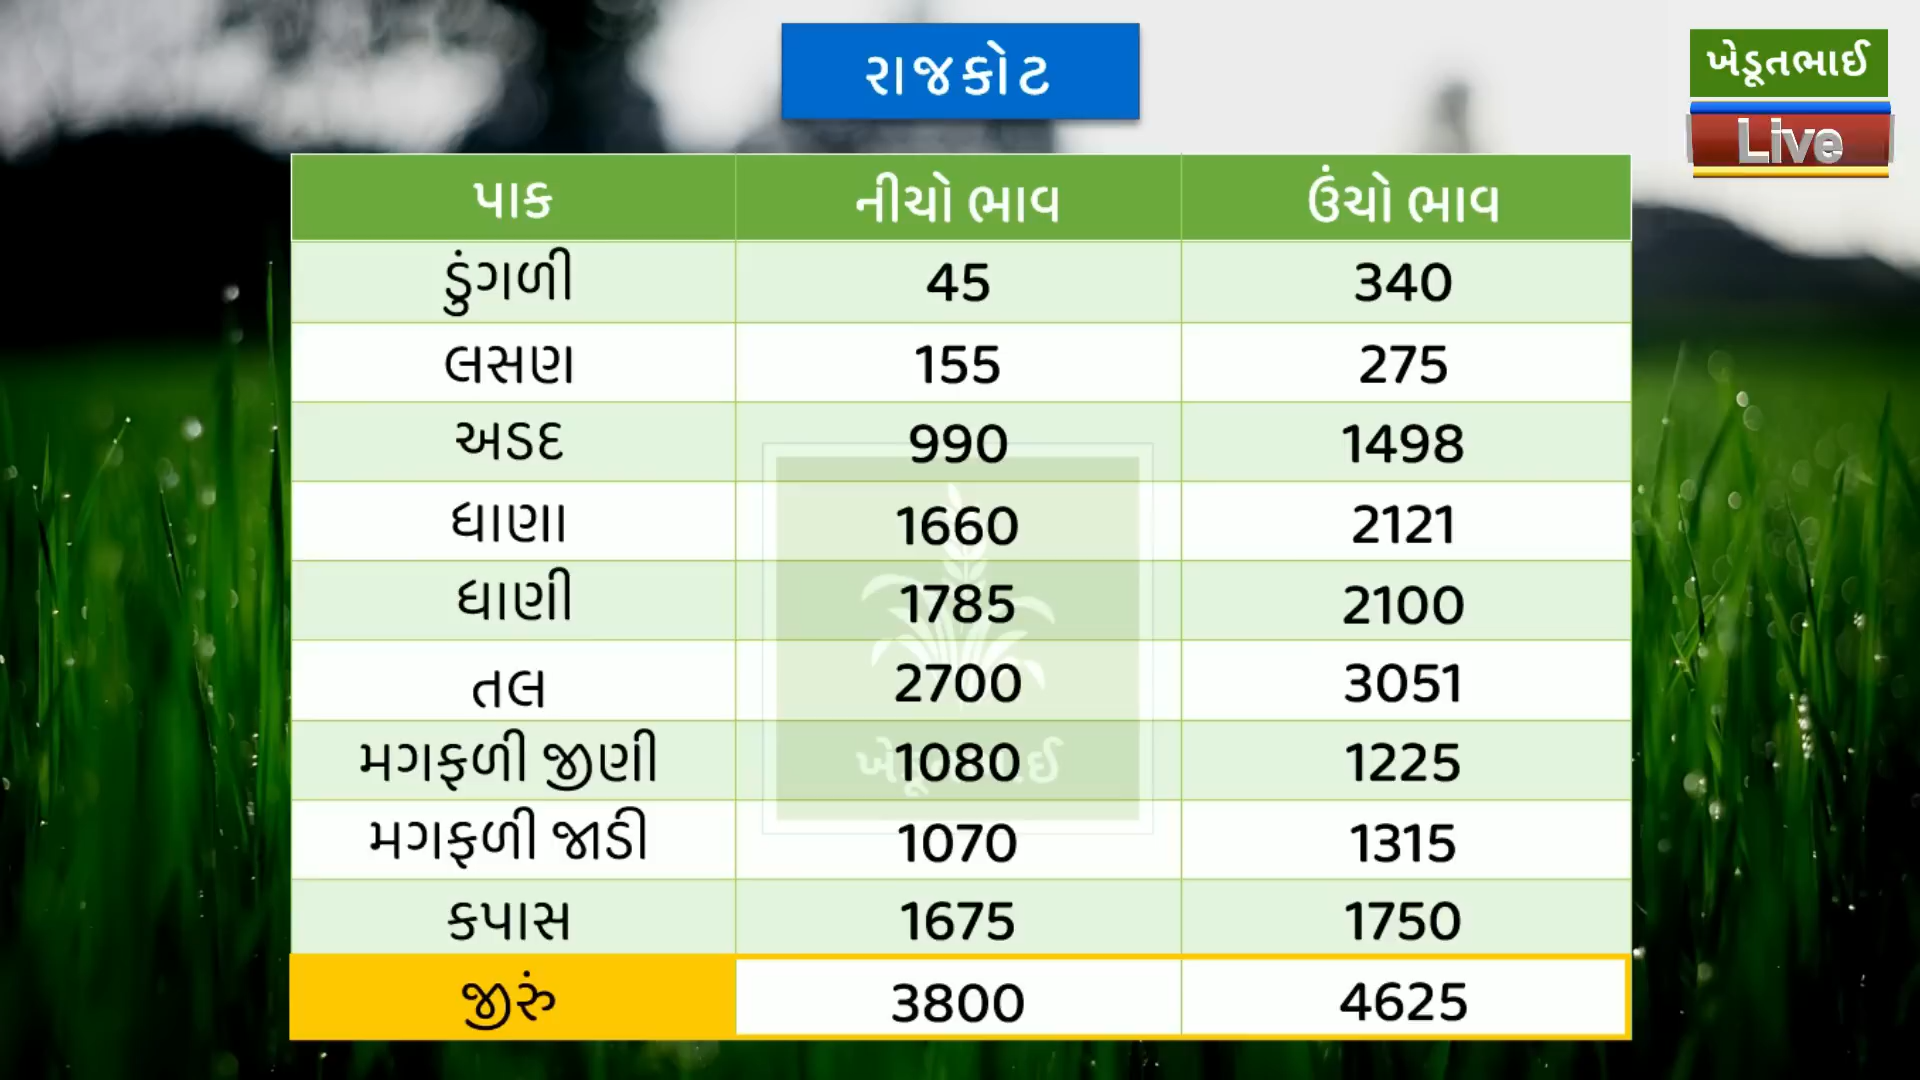 રાજકોટ
ખેડૂતભાઈ
Live
પાક નીચો ભાવ ઉંચો ભાવ
ડુંગળી 45 340
લસણ 155 275
અડદ 990 1498
ધાણા 1660 2121
ધાણી 1785 2100
તલ 2700 3051
મગફળી જીણી 1080 1225
મગફળી જાડી 1070 1315
કપાસ 1675 1750
જીરું 3800 4625